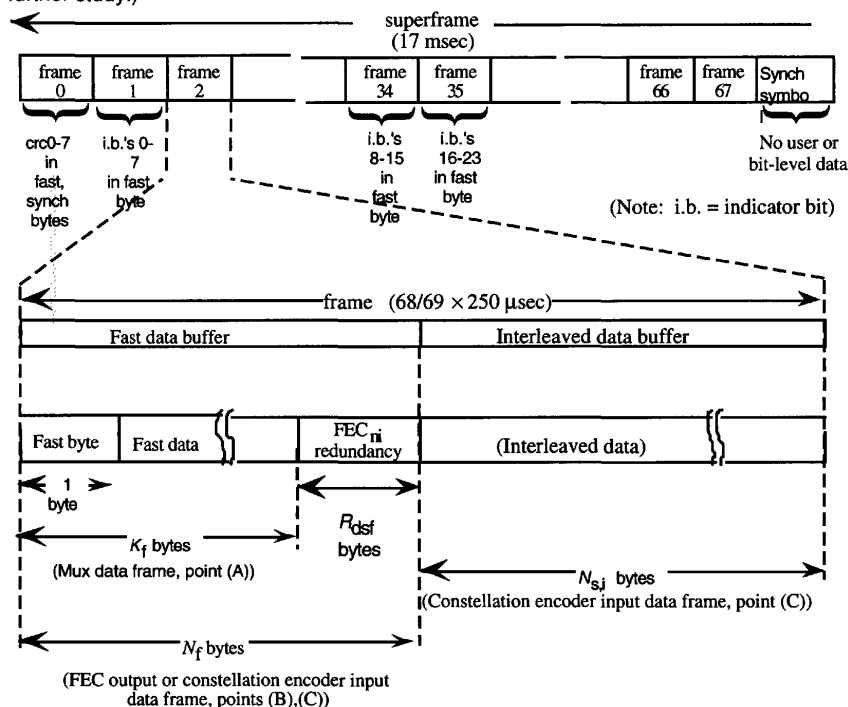 further study.)
superframe
(17 msec)
frame 0
frame 1
frame 2
frame 34
frame 35
frame 66
frame 67
Synch symbo
crc0-7 in fast, synch bytes
i.b.'s 0-7 in fast byte
i.b.'s 8-15 in fast byte
i.b.'s 16-23 in fast byte
No user or bit-level data
(Note: i.b. = indicator bit)
frame (68/69 × 250 μsec)
Fast data buffer
Interleaved data buffer
Fast byte
Fast data
FECni redundancy
(Interleaved data)
1 byte
Rdsf bytes
Kf bytes
(Mux data frame, point (A))
Ns,i bytes
(Constellation encoder input data frame, point (C))
Nf bytes
(FEC output or constellation encoder input
data frame, points (B),(C))